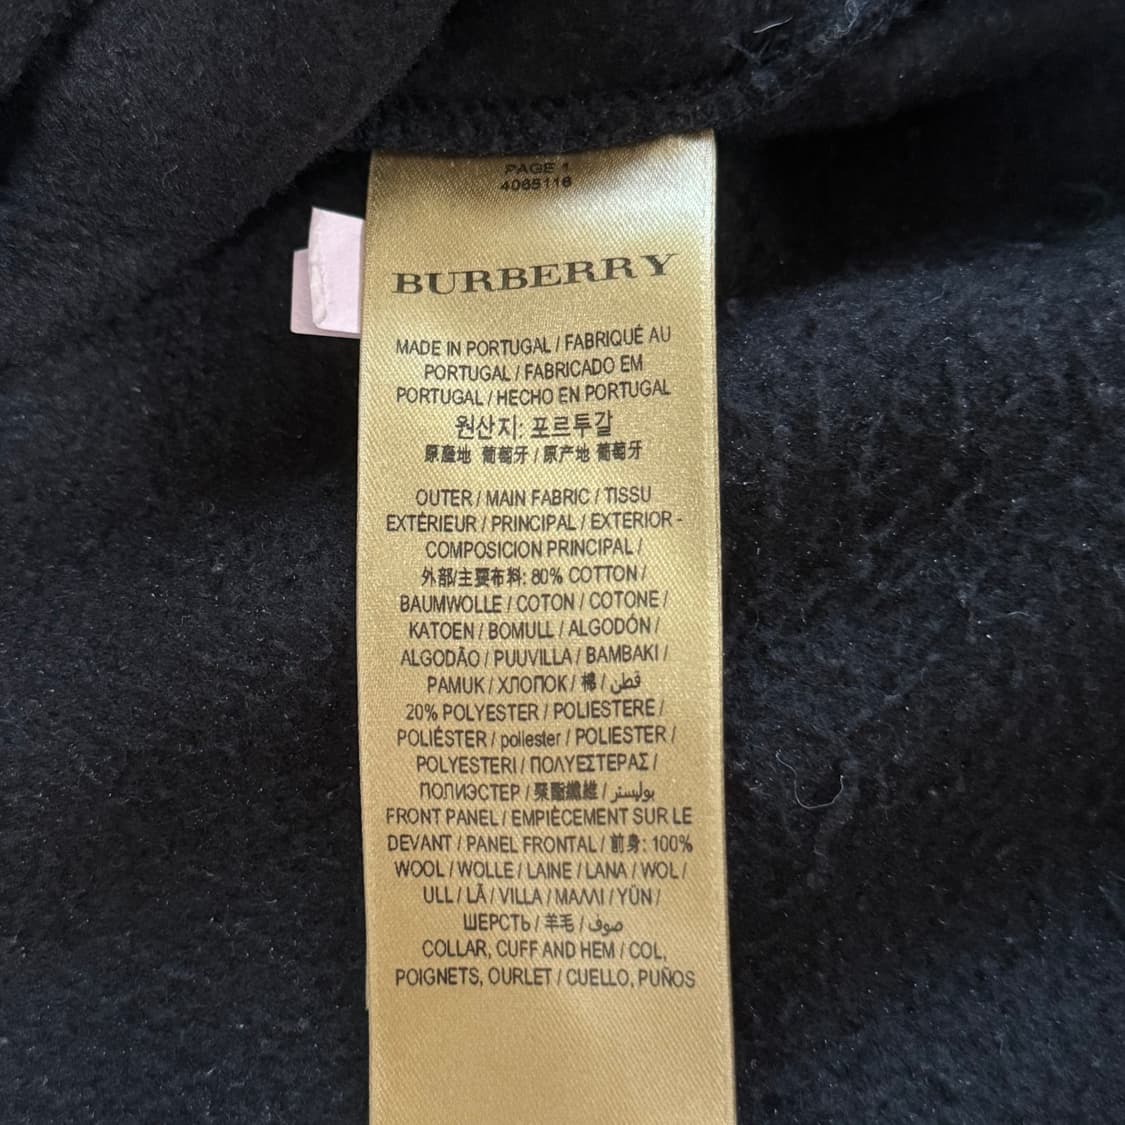 PAGE 1
4065116
BURBERRY
MADE IN PORTUGAL / FABRIQUÉ AU
PORTUGAL / FABRICADO EM
PORTUGAL / HECHO EN PORTUGAL
원산지: 포르투갈
原產地 葡萄牙 / 原产地 葡萄牙
OUTER / MAIN FABRIC / TISSU
EXTÉRIEUR / PRINCIPAL / EXTERIOR -
COMPOSICION PRINCIPAL /
外部/主要布料: 80% COTTON /
BAUMWOLLE / COTON / COTONE /
KATOEN / BOMULL / ALGODÓN /
ALGODÃO / PUUVILLA / BAMBAKI /
PAMUK / ХЛОПОК / 棉 / قطن
20% POLYESTER / POLIESTERE /
POLIÉSTER / poliester / POLIESTER /
POLYESTERI / ΠΟΛΥΕΣΤΕΡΑΣ /
ПОЛИЭСТЕР / 聚酯纖維 / بوليستر
FRONT PANEL / EMPIÈCEMENT SUR LE
DEVANT / PANEL FRONTAL / 前身: 100%
WOOL / WOLLE / LAINE / LANA / WOL /
ULL / LÃ / VILLA / ΜΑΛΛΙ / YÜN /
ШЕРСТЬ / 羊毛 / صوف
COLLAR, CUFF AND HEM / COL,
POIGNETS, OURLET / CUELLO, PUÑOS